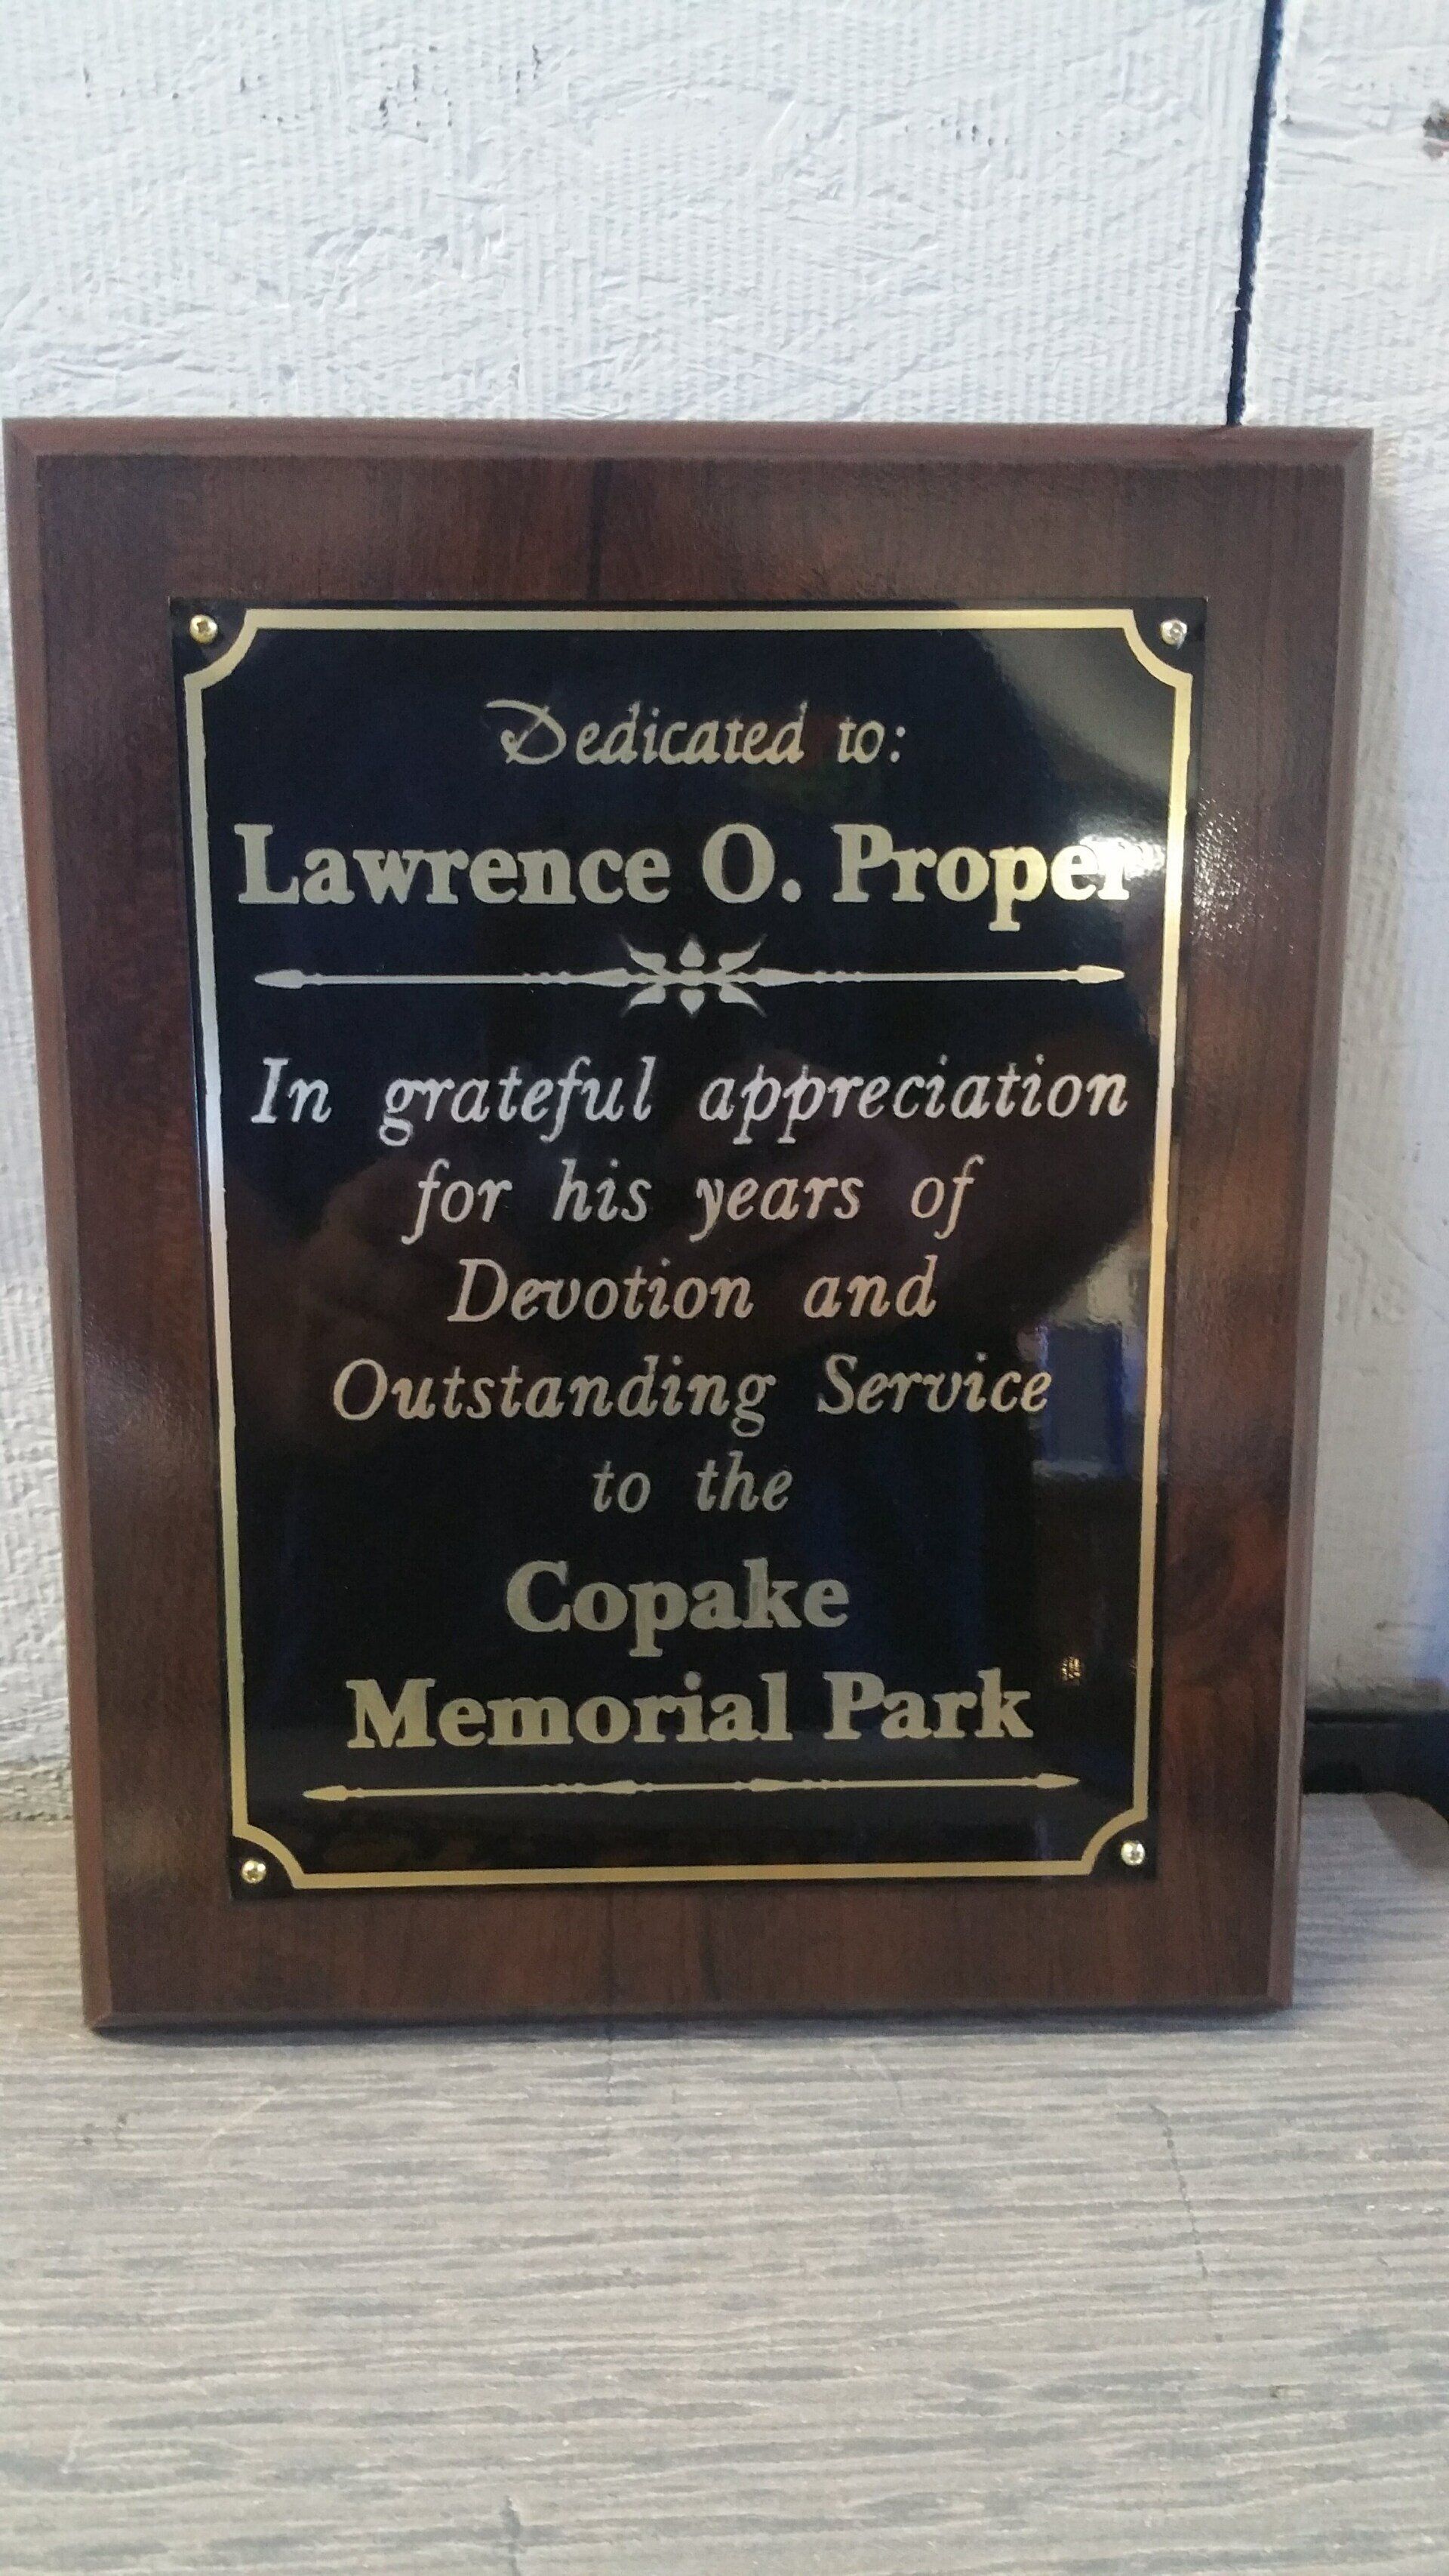 Dedicated to:
Lawrence O. Proper
In grateful appreciation
for his years of
Devotion and
Outstanding Service
to the
Copake
Memorial Park